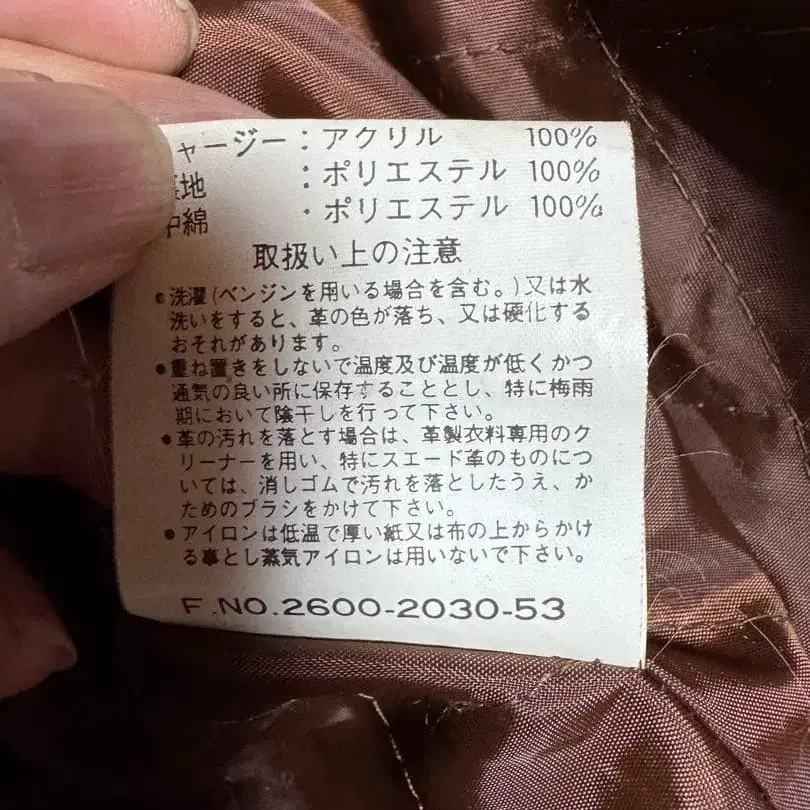 ャージー：アクリル 100%
裏地 ：ポリエステル 100%
中綿 ：ポリエステル 100%
取扱い上の注意
●洗濯(ベンジンを用いる場合を含む。)又は水
洗いをすると、革の色が落ち、又は硬化する
おそれがあります。
●重ね置きをしないで温度及び湿度が低くかつ
通気の良い所に保存することとし、特に梅雨
期において陰干しを行って下さい。
●革の汚れを落とす場合は、革製衣料専用のク
リーナーを用い、特にスエード革のものにつ
いては、消しゴムで汚れを落としたうえ、か
ためのブラシをかけて下さい。
●アイロンは低温で厚い紙又は布の上からかけ
る事とし蒸気アイロンは用いないで下さい。
F.NO.2600-2030-53